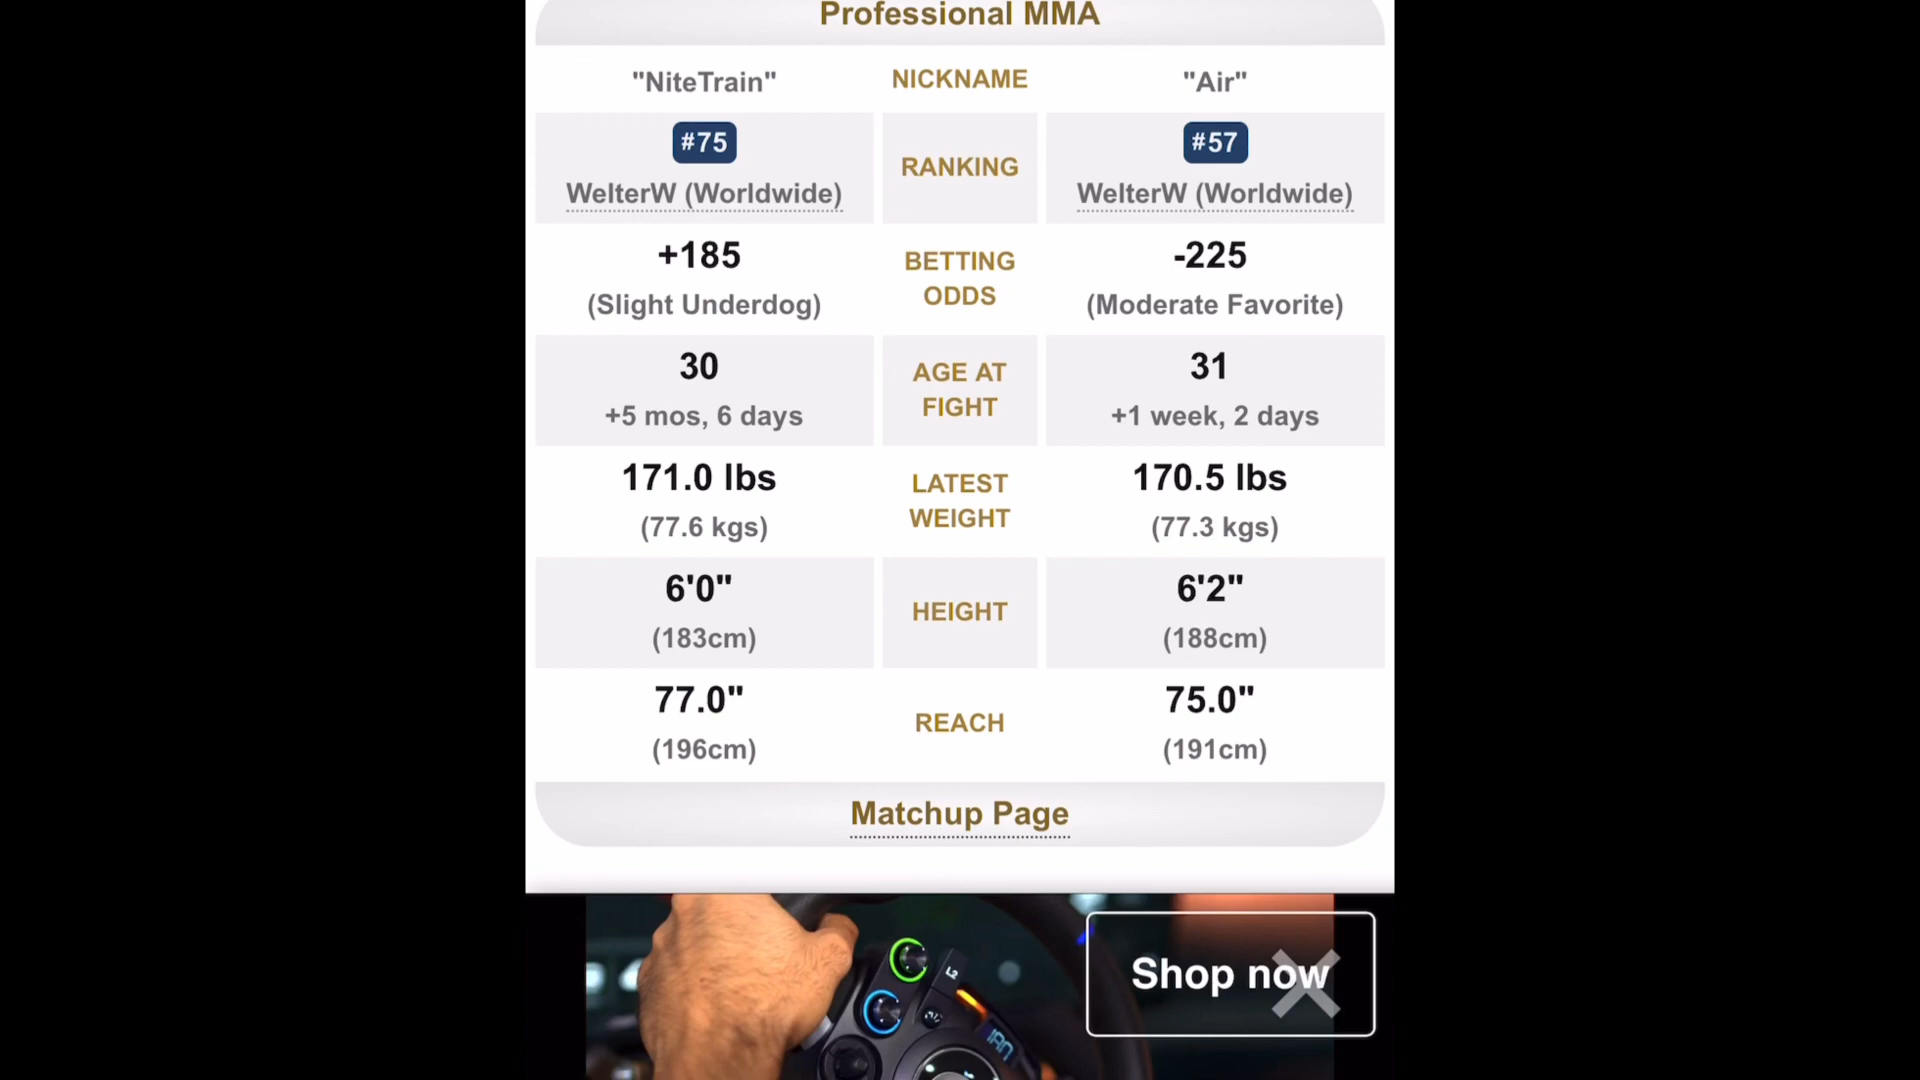 Professional MMA
"NiteTrain" NICKNAME "Air"
#75 RANKING #57
WelterW (Worldwide) WelterW (Worldwide)
+185 BETTING ODDS -225
(Slight Underdog) (Moderate Favorite)
30 AGE AT FIGHT 31
+5 mos, 6 days +1 week, 2 days
171.0 lbs LATEST WEIGHT 170.5 lbs
(77.6 kgs) (77.3 kgs)
6'0" HEIGHT 6'2"
(183cm) (188cm)
77.0" REACH 75.0"
(196cm) (191cm)
Matchup Page
Shop now
L2